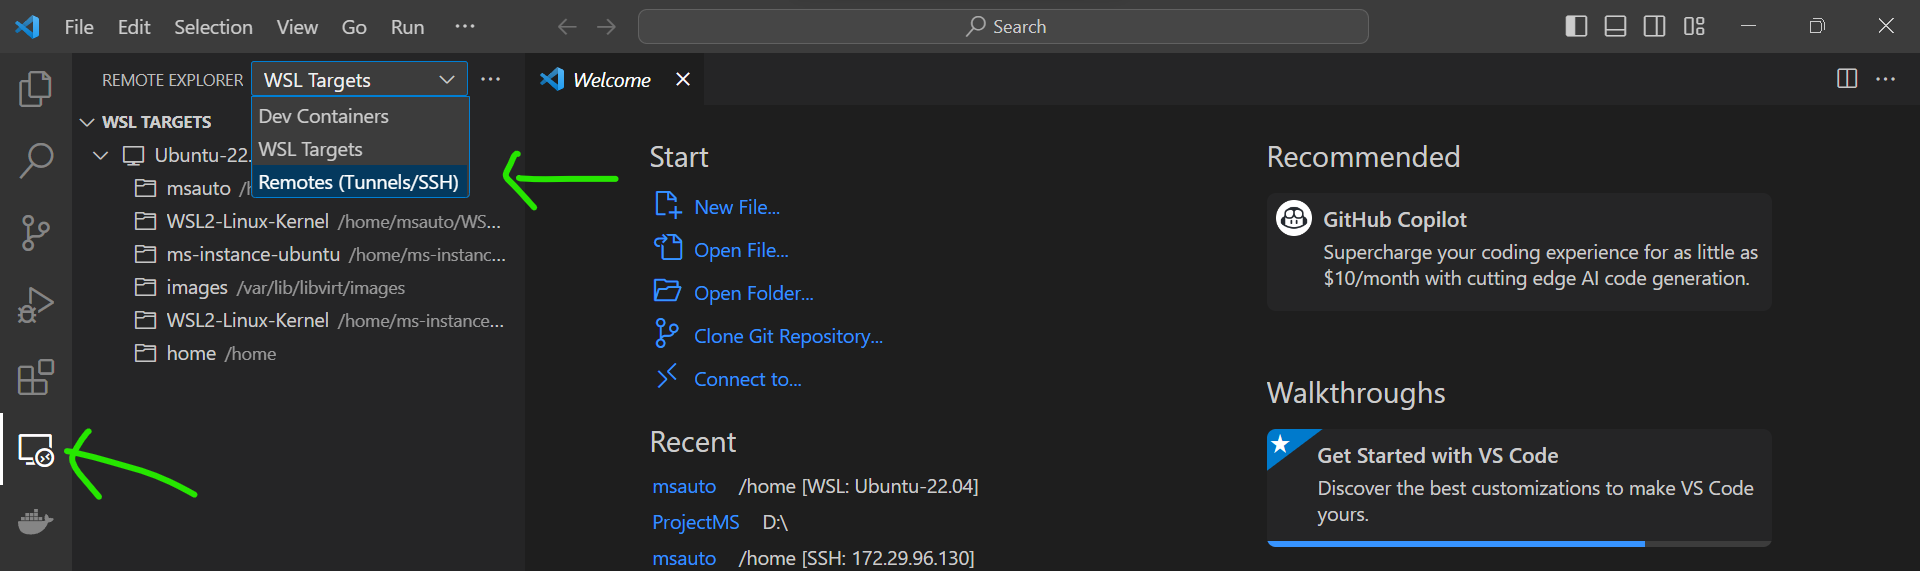 File Edit Selection View Go Run ···
Search
REMOTE EXPLORER WSL Targets ···
Dev Containers
WSL Targets
Remotes (Tunnels/SSH)
WSL TARGETS
Ubuntu-22.
msauto /h
WSL2-Linux-Kernel /home/msauto/WS...
ms-instance-ubuntu /home/ms-instanc...
images /var/lib/libvirt/images
WSL2-Linux-Kernel /home/ms-instance...
home /home
Welcome
Start
New File...
Open File...
Open Folder...
Clone Git Repository...
Connect to...
Recent
msauto /home [WSL: Ubuntu-22.04]
ProjectMS D:\
msauto /home [SSH: 172.29.96.130]
Recommended
GitHub Copilot
Supercharge your coding experience for as little as
$10/month with cutting edge AI code generation.
Walkthroughs
Get Started with VS Code
Discover the best customizations to make VS Code
yours.